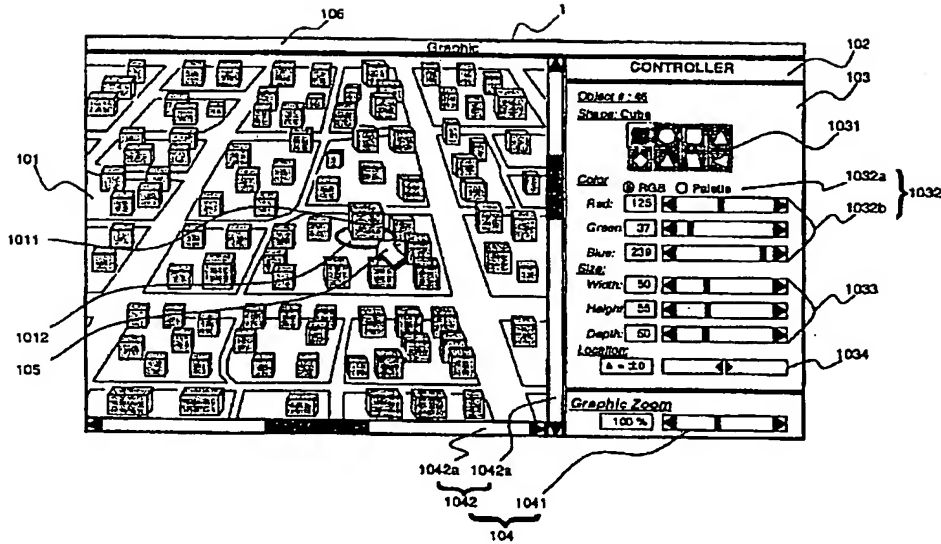 106
1
Graphic
CONTROLLER
102
103
Object # : 46
Shape: Cube
1031
101
Color
RGB
Palette
1032a
1032
Red:
125
1032b
1011
Green
37
Blue:
239
Size:
Width:
50
1033
Height
55
1012
Depth:
60
105
Location:
1034
Graphic Zoom
100 %
1042a
1042a
1042
1041
104